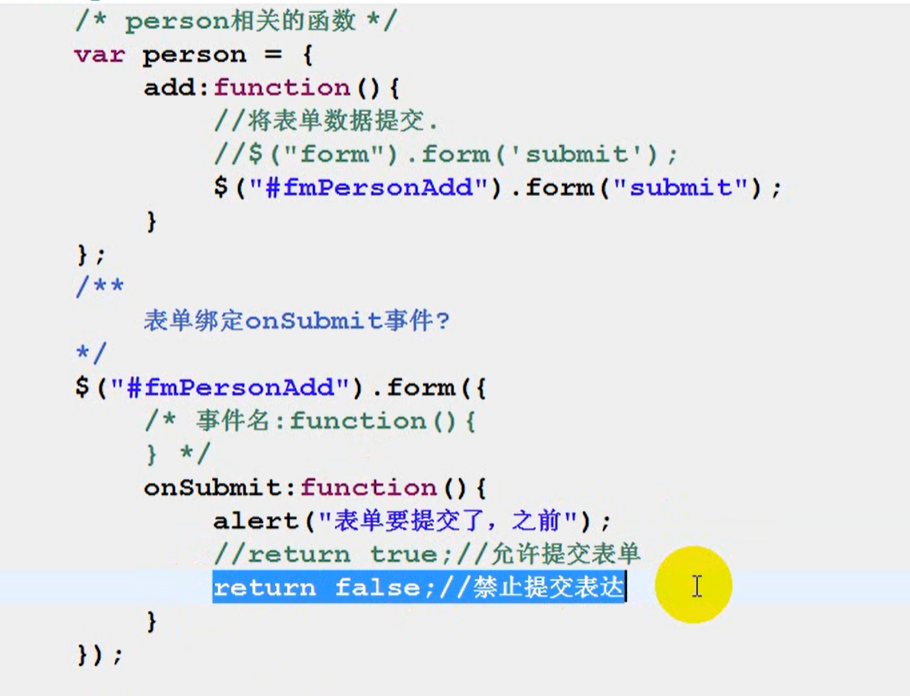 /* person相关的函数 */
var person = {
add:function(){
//将表单数据提交.
//$("form").form('submit');
$("#fmPersonAdd").form("submit");
}
};
/**
表单绑定onSubmit事件?
*/
$("#fmPersonAdd").form({
/* 事件名:function(){
} */
onSubmit:function(){
alert("表单要提交了，之前");
//return true;//允许提交表单
return false;//禁止提交表达
}
});